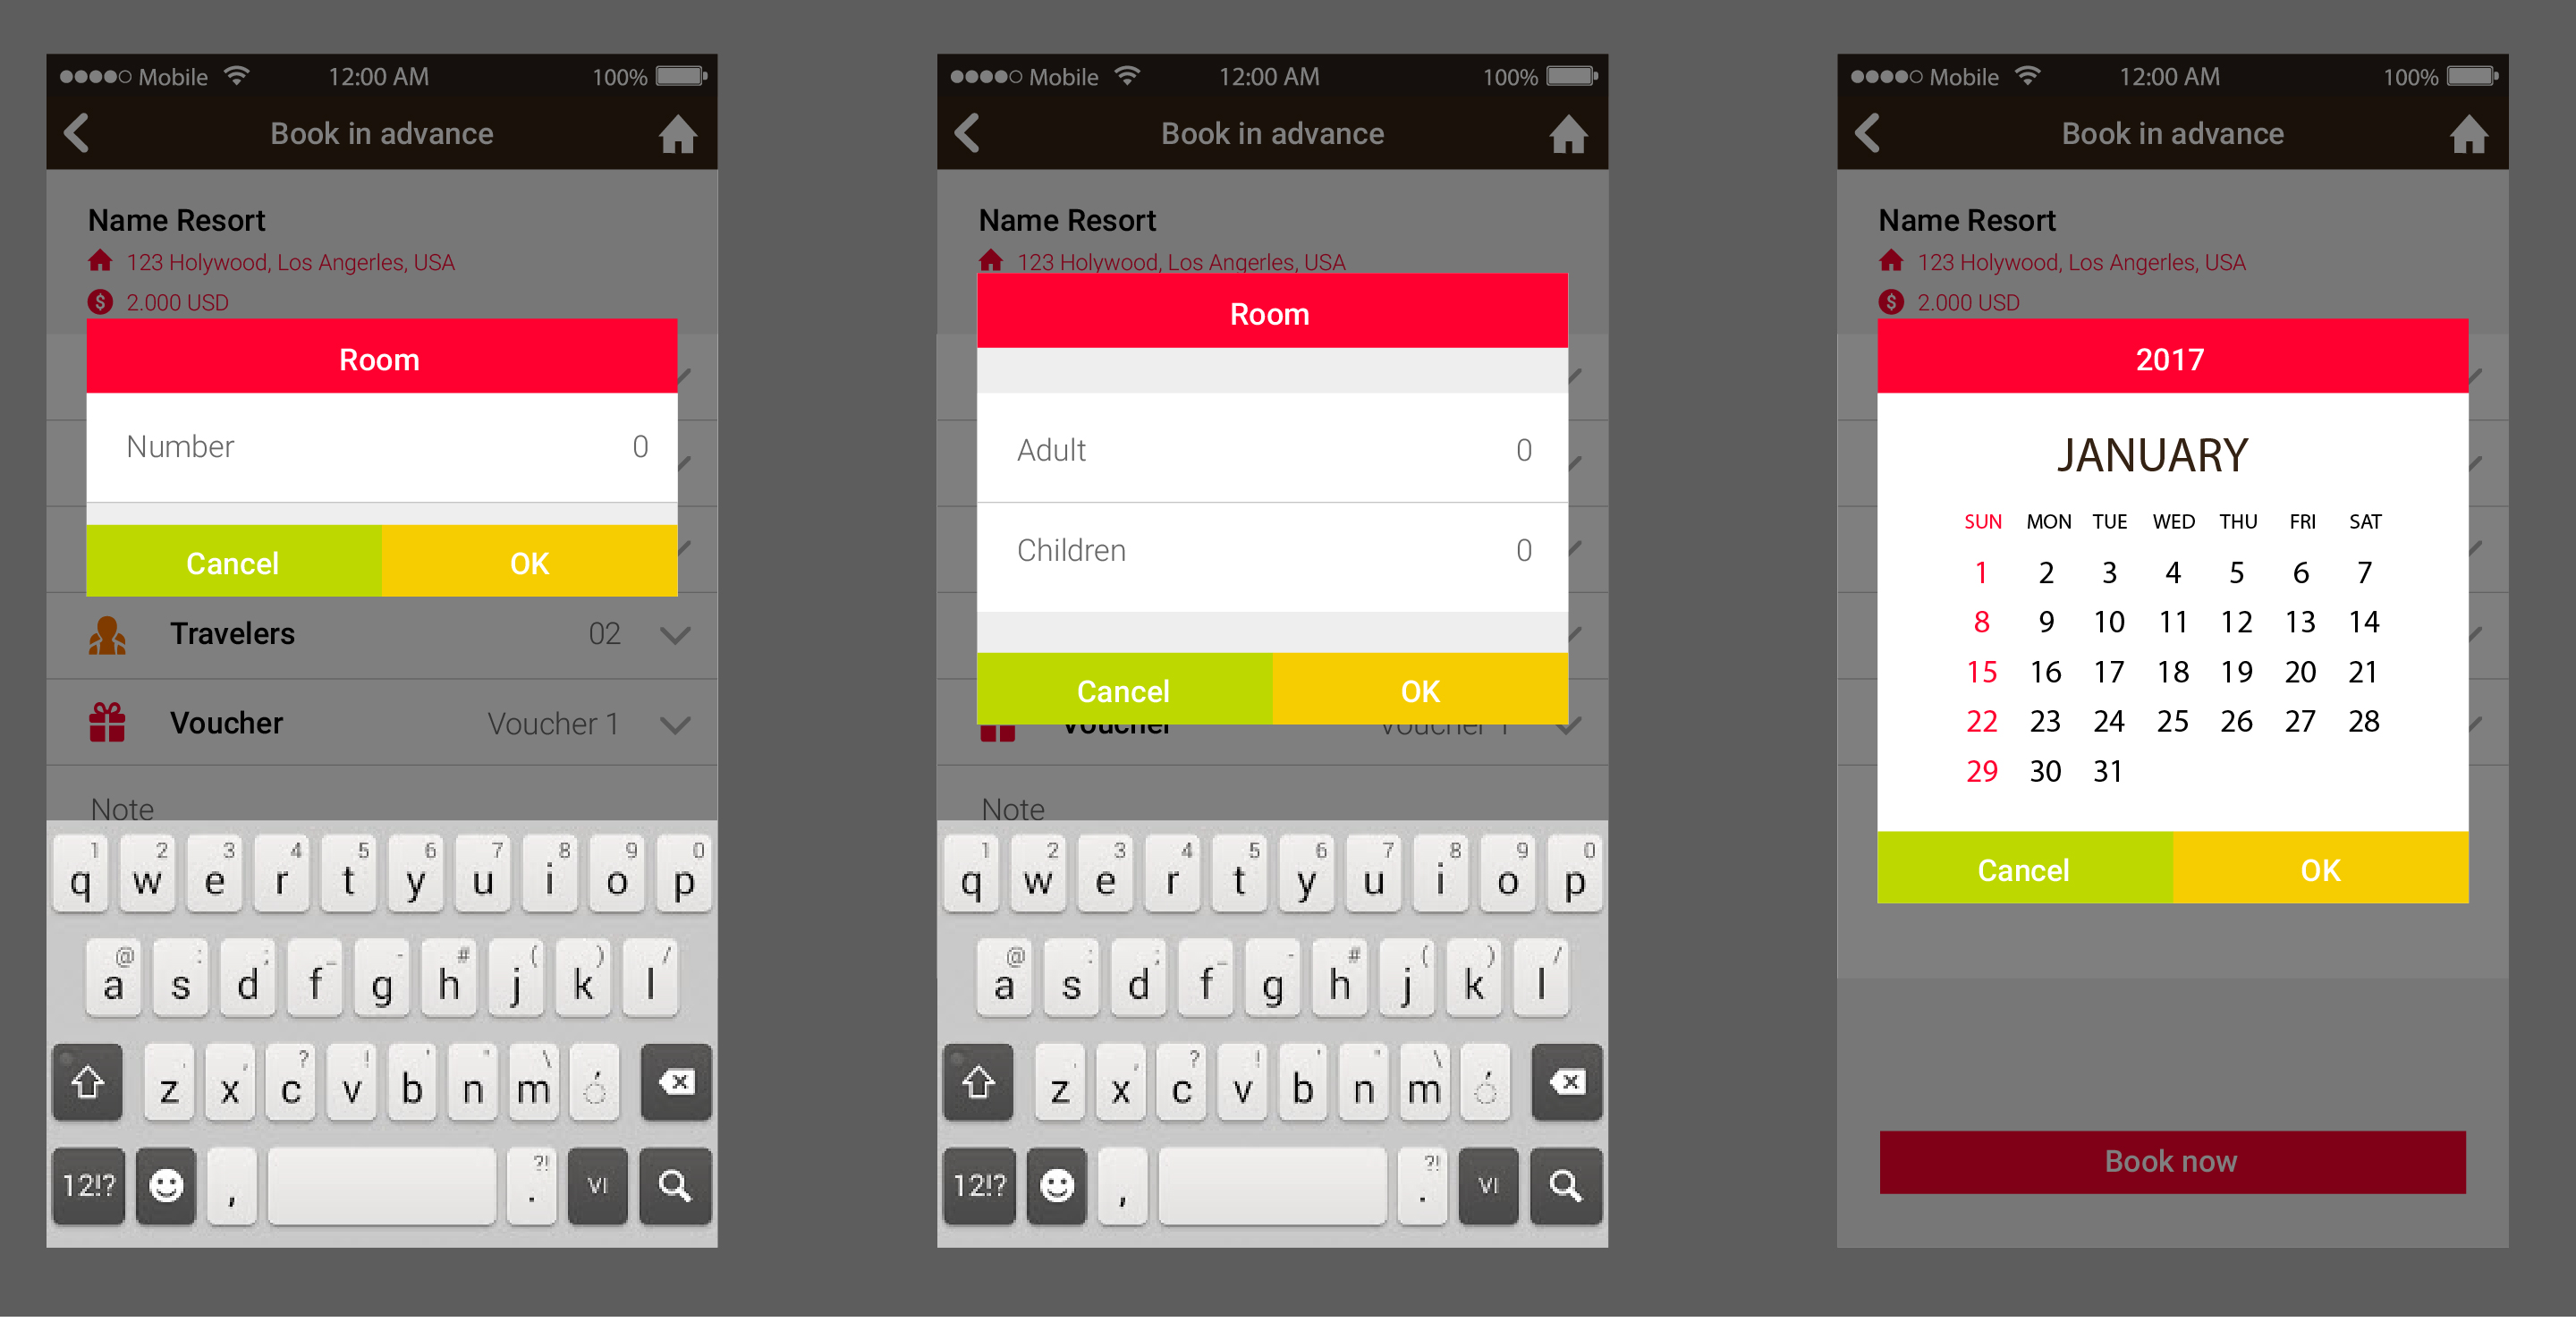 Mobile 12:00 AM 100%
Book in advance
Name Resort
123 Holywood, Los Angerles, USA
2.000 USD
Room
Number 0
Cancel OK
Travelers 02
Voucher Voucher 1
Note
1 2 3 4 5 6 7 8 9 0
q w e r t y u i o p
@ : ; _ - # ( ) /
a s d f g h j k l
' , ? ! ' " \
z x c v b n m
12!? , . ?! VI
Mobile 12:00 AM 100%
Book in advance
Name Resort
123 Holywood, Los Angerles, USA
Room
Adult 0
Children 0
Cancel OK
Voucher Voucher 1
Note
1 2 3 4 5 6 7 8 9 0
q w e r t y u i o p
@ : ; _ - # ( ) /
a s d f g h j k l
' , ? ! ' " \
z x c v b n m
12!? , . ?! VI
Mobile 12:00 AM 100%
Book in advance
Name Resort
123 Holywood, Los Angerles, USA
2.000 USD
2017
JANUARY
SUN MON TUE WED THU FRI SAT
1 2 3 4 5 6 7
8 9 10 11 12 13 14
15 16 17 18 19 20 21
22 23 24 25 26 27 28
29 30 31
Cancel OK
Book now